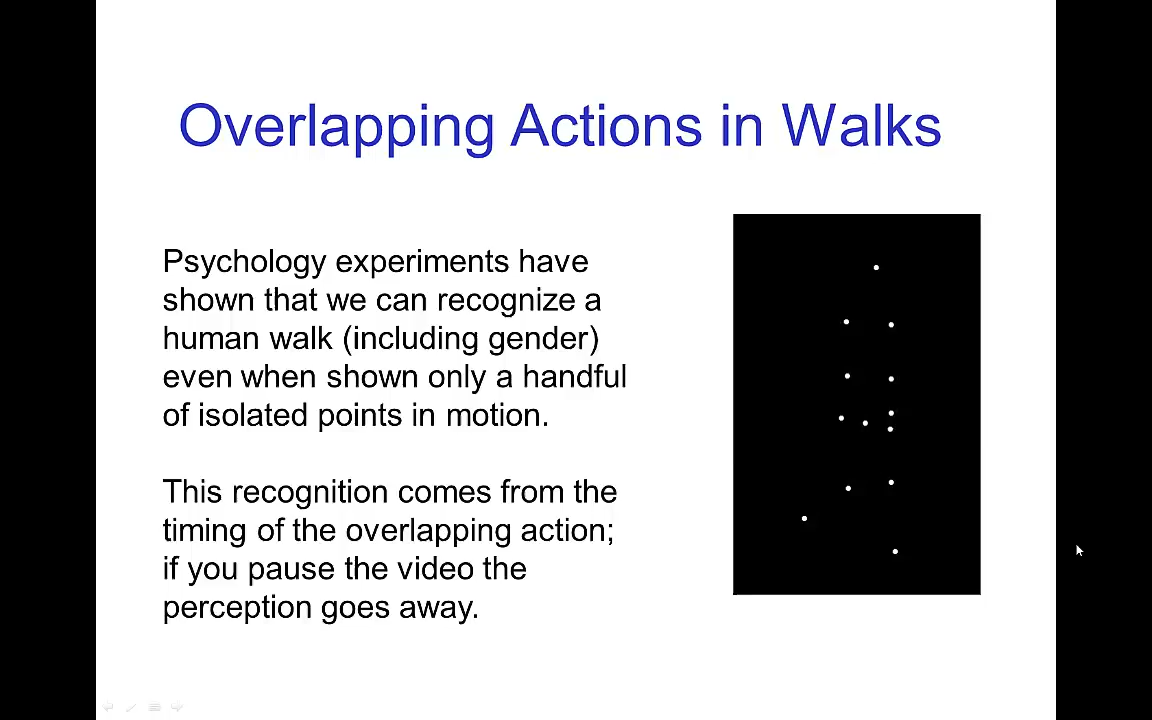 Overlapping Actions in Walks
Psychology experiments have
shown that we can recognize a
human walk (including gender)
even when shown only a handful
of isolated points in motion.
This recognition comes from the
timing of the overlapping action;
if you pause the video the
perception goes away.